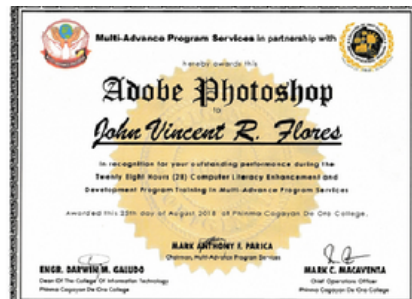 Multi-Advance Program Services in partnership with
hereby awards this
Adobe Photoshop
to
John Vincent R. Flores
In recognition for your outstanding performance during the
Twenty Eight Hours (28) Computer Literacy Enhancement and
Development Program Training in Multi-Advance Program Services
Awarded this 25th day of August 2018 at Phinma Cagayan De Oro College.
MARK ANTHONY F. PARICA
Chairman, Multi-Advance Program Services
ENGR. DARWIN M. GALUDO
Dean Of The College Of Information Technology
Phinma Cagayan De Oro College
MARK C. MACAVENTA
Chief Operations Officer
Phinma Cagayan De Oro College